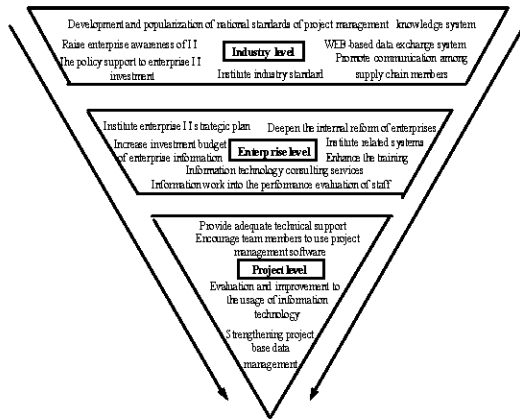 Development and popularization of national standards of project management knowledge system
Raise enterprise awareness of IT
Industry level
WEB-based data exchange system
The policy support to enterprise IT investment
Institute industry standard
Promote communication among supply chain members
Institute enterprise IT strategic plan
Deepen the internal reform of enterprises
Increase investment budget of enterprise information
Enterprise level
Institute related systems
Enhance the training
Information technology consulting services
Information work into the performance evaluation of staff
Provide adequate technical support
Encourage team members to use project
management software
Project level
Evaluation and improvement to
the usage of information
technology
Strengthening project
base data
management